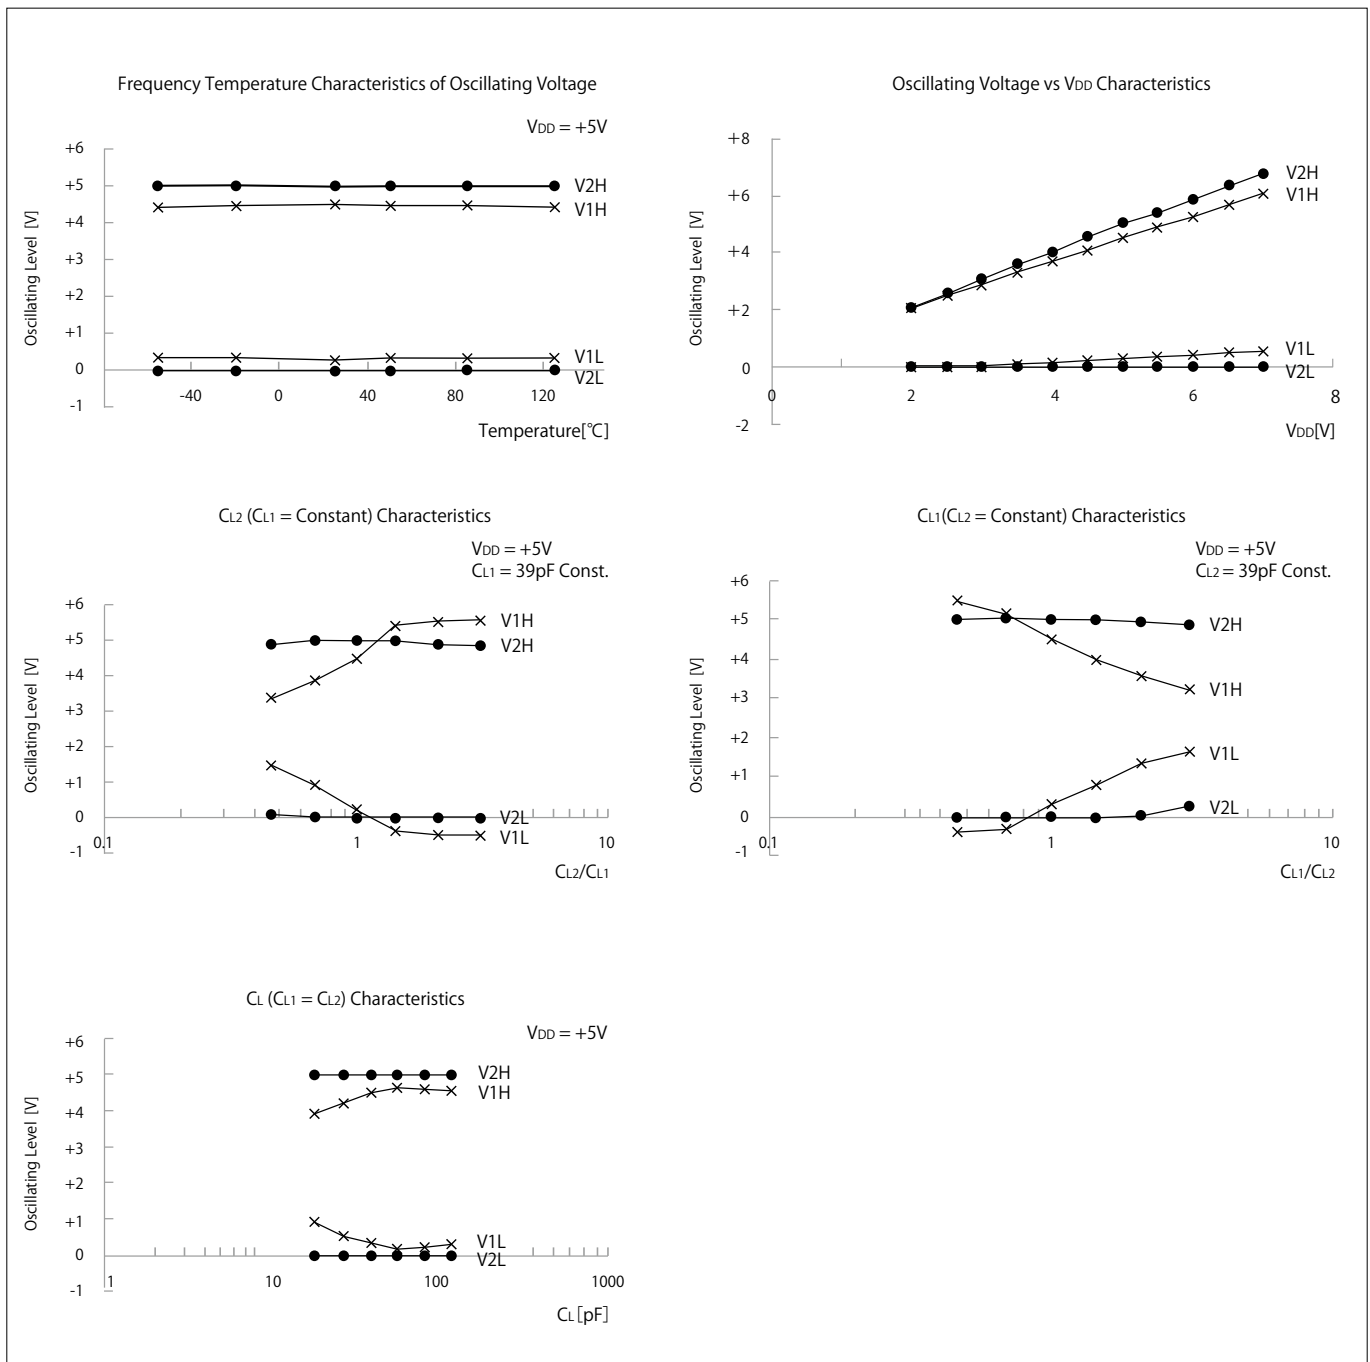 Frequency Temperature Characteristics of Oscillating Voltage
VDD = +5V
Oscillating Level [V]
+6
+5
+4
+3
+2
+1
0
-1
V2H
V1H
V1L
V2L
-40
0
40
80
120
Temperature[℃]
Oscillating Voltage vs VDD Characteristics
Oscillating Level [V]
+8
+6
+4
+2
0
-2
V2H
V1H
V1L
V2L
0
2
4
6
8
VDD[V]
CL2 (CL1 = Constant) Characteristics
VDD = +5V
CL1 = 39pF Const.
Oscillating Level [V]
+6
+5
+4
+3
+2
+1
0
-1
V1H
V2H
V2L
V1L
0.1
1
10
CL2/CL1
CL1(CL2 = Constant) Characteristics
VDD = +5V
CL2 = 39pF Const.
Oscillating Level [V]
+6
+5
+4
+3
+2
+1
0
-1
V2H
V1H
V1L
V2L
0.1
1
10
CL1/CL2
CL (CL1 = CL2) Characteristics
VDD = +5V
Oscillating Level [V]
+6
+5
+4
+3
+2
+1
0
-1
V2H
V1H
V1L
V2L
1
10
100
1000
CL [pF]